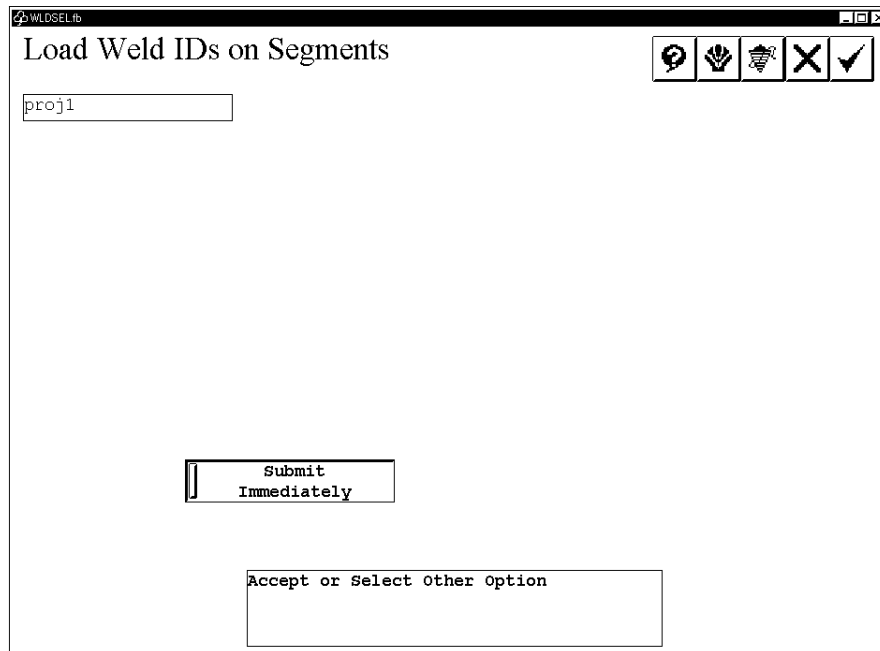 WLDSEL.fb
Load Weld IDs on Segments
proj1
Submit
Immediately
Accept or Select Other Option